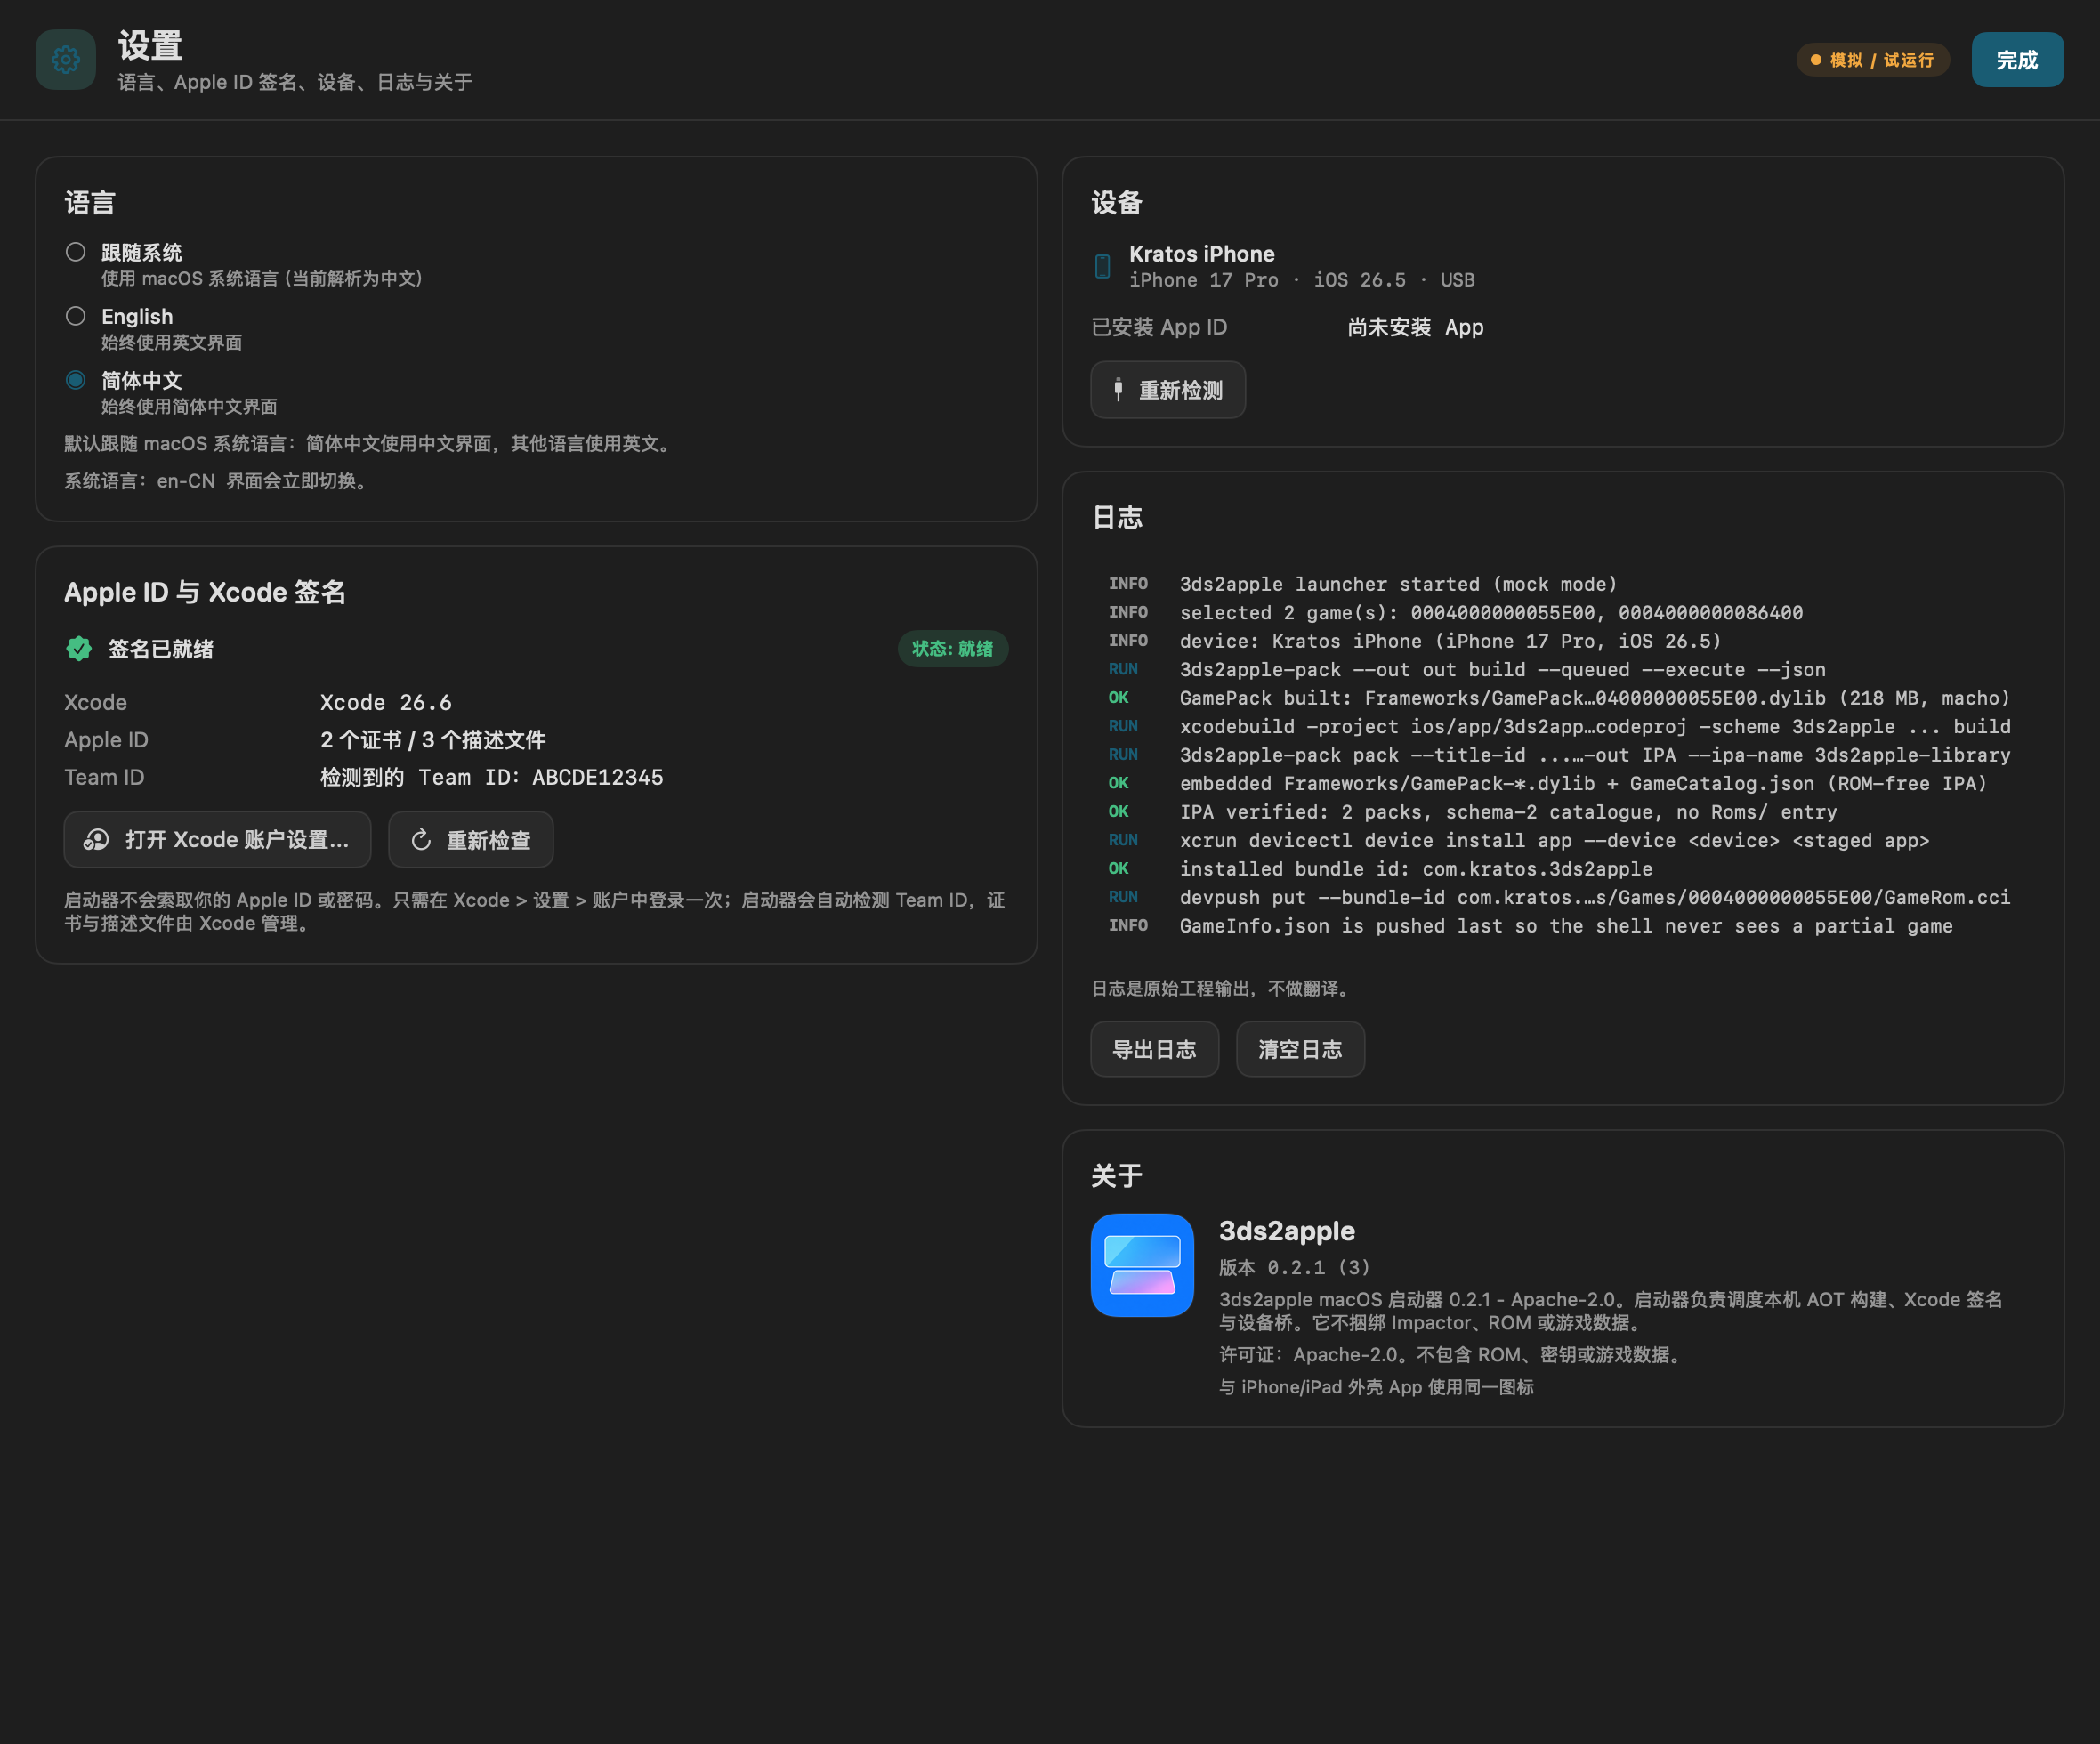 设置
语言、Apple ID 签名、设备、日志与关于
模拟 / 试运行
完成
语言
跟随系统
使用 macOS 系统语言 (当前解析为中文)
English
始终使用英文界面
简体中文
始终使用简体中文界面
默认跟随 macOS 系统语言：简体中文使用中文界面，其他语言使用英文。
系统语言：en-CN 界面会立即切换。
Apple ID 与 Xcode 签名
签名已就绪
状态: 就绪
Xcode Xcode 26.6
Apple ID 2 个证书 / 3 个描述文件
Team ID 检测到的 Team ID: ABCDE12345
打开 Xcode 账户设置...
重新检查
启动器不会索取你的 Apple ID 或密码。只需在 Xcode > 设置 > 账户中登录一次；启动器会自动检测 Team ID，证
书与描述文件由 Xcode 管理。
设备
Kratos iPhone
iPhone 17 Pro · iOS 26.5 · USB
已安装 App ID 尚未安装 App
重新检测
日志
INFO 3ds2apple launcher started (mock mode)
INFO selected 2 game(s): 0004000000055E00, 0004000000086400
INFO device: Kratos iPhone (iPhone 17 Pro, iOS 26.5)
RUN 3ds2apple-pack --out out build --queued --execute --json
OK GamePack built: Frameworks/GamePack…04000000055E00.dylib (218 MB, macho)
RUN xcodebuild -project ios/app/3ds2app…codeproj -scheme 3ds2apple ... build
RUN 3ds2apple-pack pack --title-id ...…-out IPA --ipa-name 3ds2apple-library
OK embedded Frameworks/GamePack-*.dylib + GameCatalog.json (ROM-free IPA)
OK IPA verified: 2 packs, schema-2 catalogue, no Roms/ entry
RUN xcrun devicectl device install app --device <device> <staged app>
OK installed bundle id: com.kratos.3ds2apple
RUN devpush put --bundle-id com.kratos.…s/Games/0004000000055E00/GameRom.cci
INFO GameInfo.json is pushed last so the shell never sees a partial game
日志是原始工程输出，不做翻译。
导出日志
清空日志
关于
3ds2apple
版本 0.2.1 (3)
3ds2apple macOS 启动器 0.2.1 - Apache-2.0。启动器负责调度本机 AOT 构建、Xcode 签名
与设备桥。它不捆绑 Impactor、ROM 或游戏数据。
许可证：Apache-2.0。不包含 ROM、密钥或游戏数据。
与 iPhone/iPad 外壳 App 使用同一图标